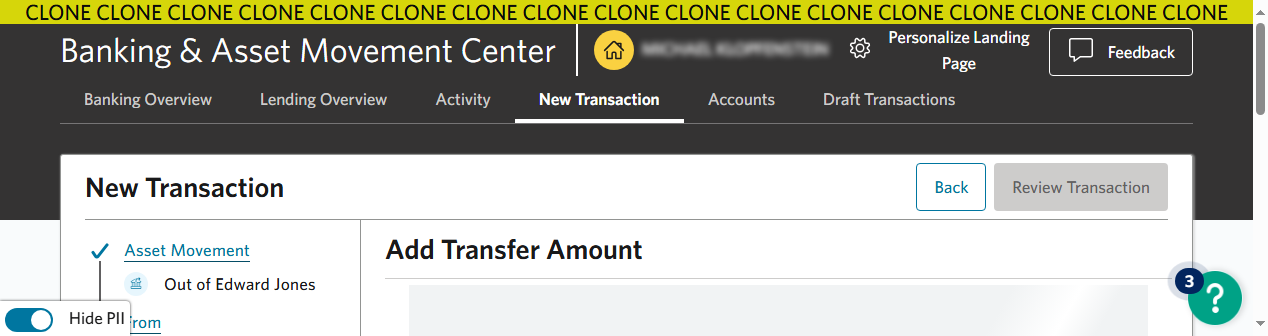 CLONE CLONE CLONE CLONE CLONE CLONE CLONE CLONE CLONE CLONE CLONE CLONE CLONE CLONE CLONE CLONE CLONE
Banking & Asset Movement Center
Personalize Landing
Page
Feedback
Banking Overview Lending Overview Activity New Transaction Accounts Draft Transactions
New Transaction
Back Review Transaction
Asset Movement
Add Transfer Amount
Out of Edward Jones
3
?
Hide PII